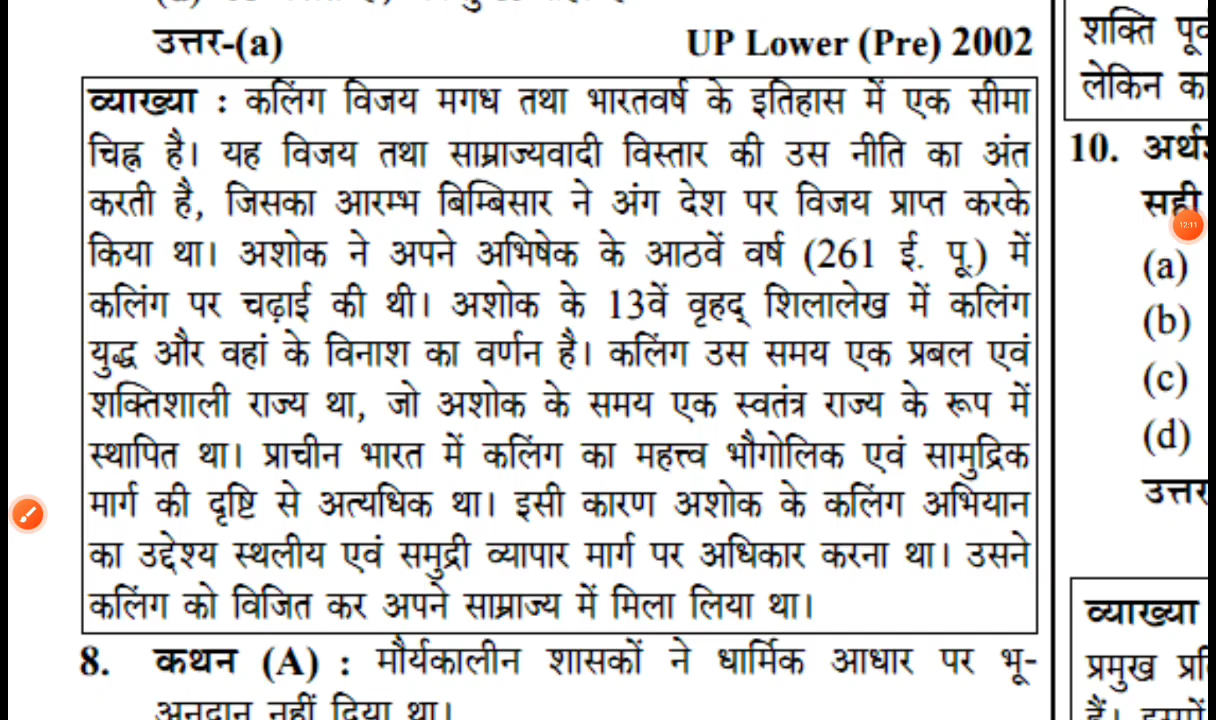 उत्तर-(a) UP Lower (Pre) 2002
व्याख्या : कलिंग विजय मगध तथा भारतवर्ष के इतिहास में एक सीमा
चिह्न है। यह विजय तथा साम्राज्यवादी विस्तार की उस नीति का अंत
करती है, जिसका आरम्भ बिम्बिसार ने अंग देश पर विजय प्राप्त करके
किया था। अशोक ने अपने अभिषेक के आठवें वर्ष (261 ई. पू.) में
कलिंग पर चढ़ाई की थी। अशोक के 13वें वृहद् शिलालेख में कलिंग
युद्ध और वहां के विनाश का वर्णन है। कलिंग उस समय एक प्रबल एवं
शक्तिशाली राज्य था, जो अशोक के समय एक स्वतंत्र राज्य के रूप में
स्थापित था। प्राचीन भारत में कलिंग का महत्त्व भौगोलिक एवं सामुद्रिक
मार्ग की दृष्टि से अत्यधिक था। इसी कारण अशोक के कलिंग अभियान
का उद्देश्य स्थलीय एवं समुद्री व्यापार मार्ग पर अधिकार करना था। उसने
कलिंग को विजित कर अपने साम्राज्य में मिला लिया था।
8. कथन (A) : मौर्यकालीन शासकों ने धार्मिक आधार पर भू-
अनुदान नहीं दिया था।
शक्ति
लेकिन
10.
सही
12:11
(a)
(b)
(c)
(d)
व्याख्या
प्रमुख
हैं।